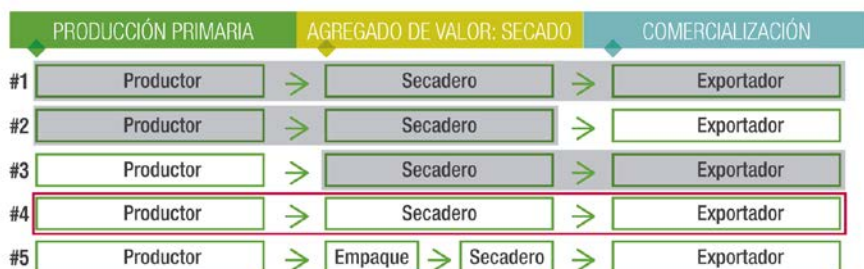 PRODUCCIÓN PRIMARIA AGREGADO DE VALOR: SECADO COMERCIALIZACIÓN
#1 Productor Secadero Exportador
#2 Productor Secadero Exportador
#3 Productor Secadero Exportador
#4 Productor Secadero Exportador
#5 Productor Empaque Secadero Exportador